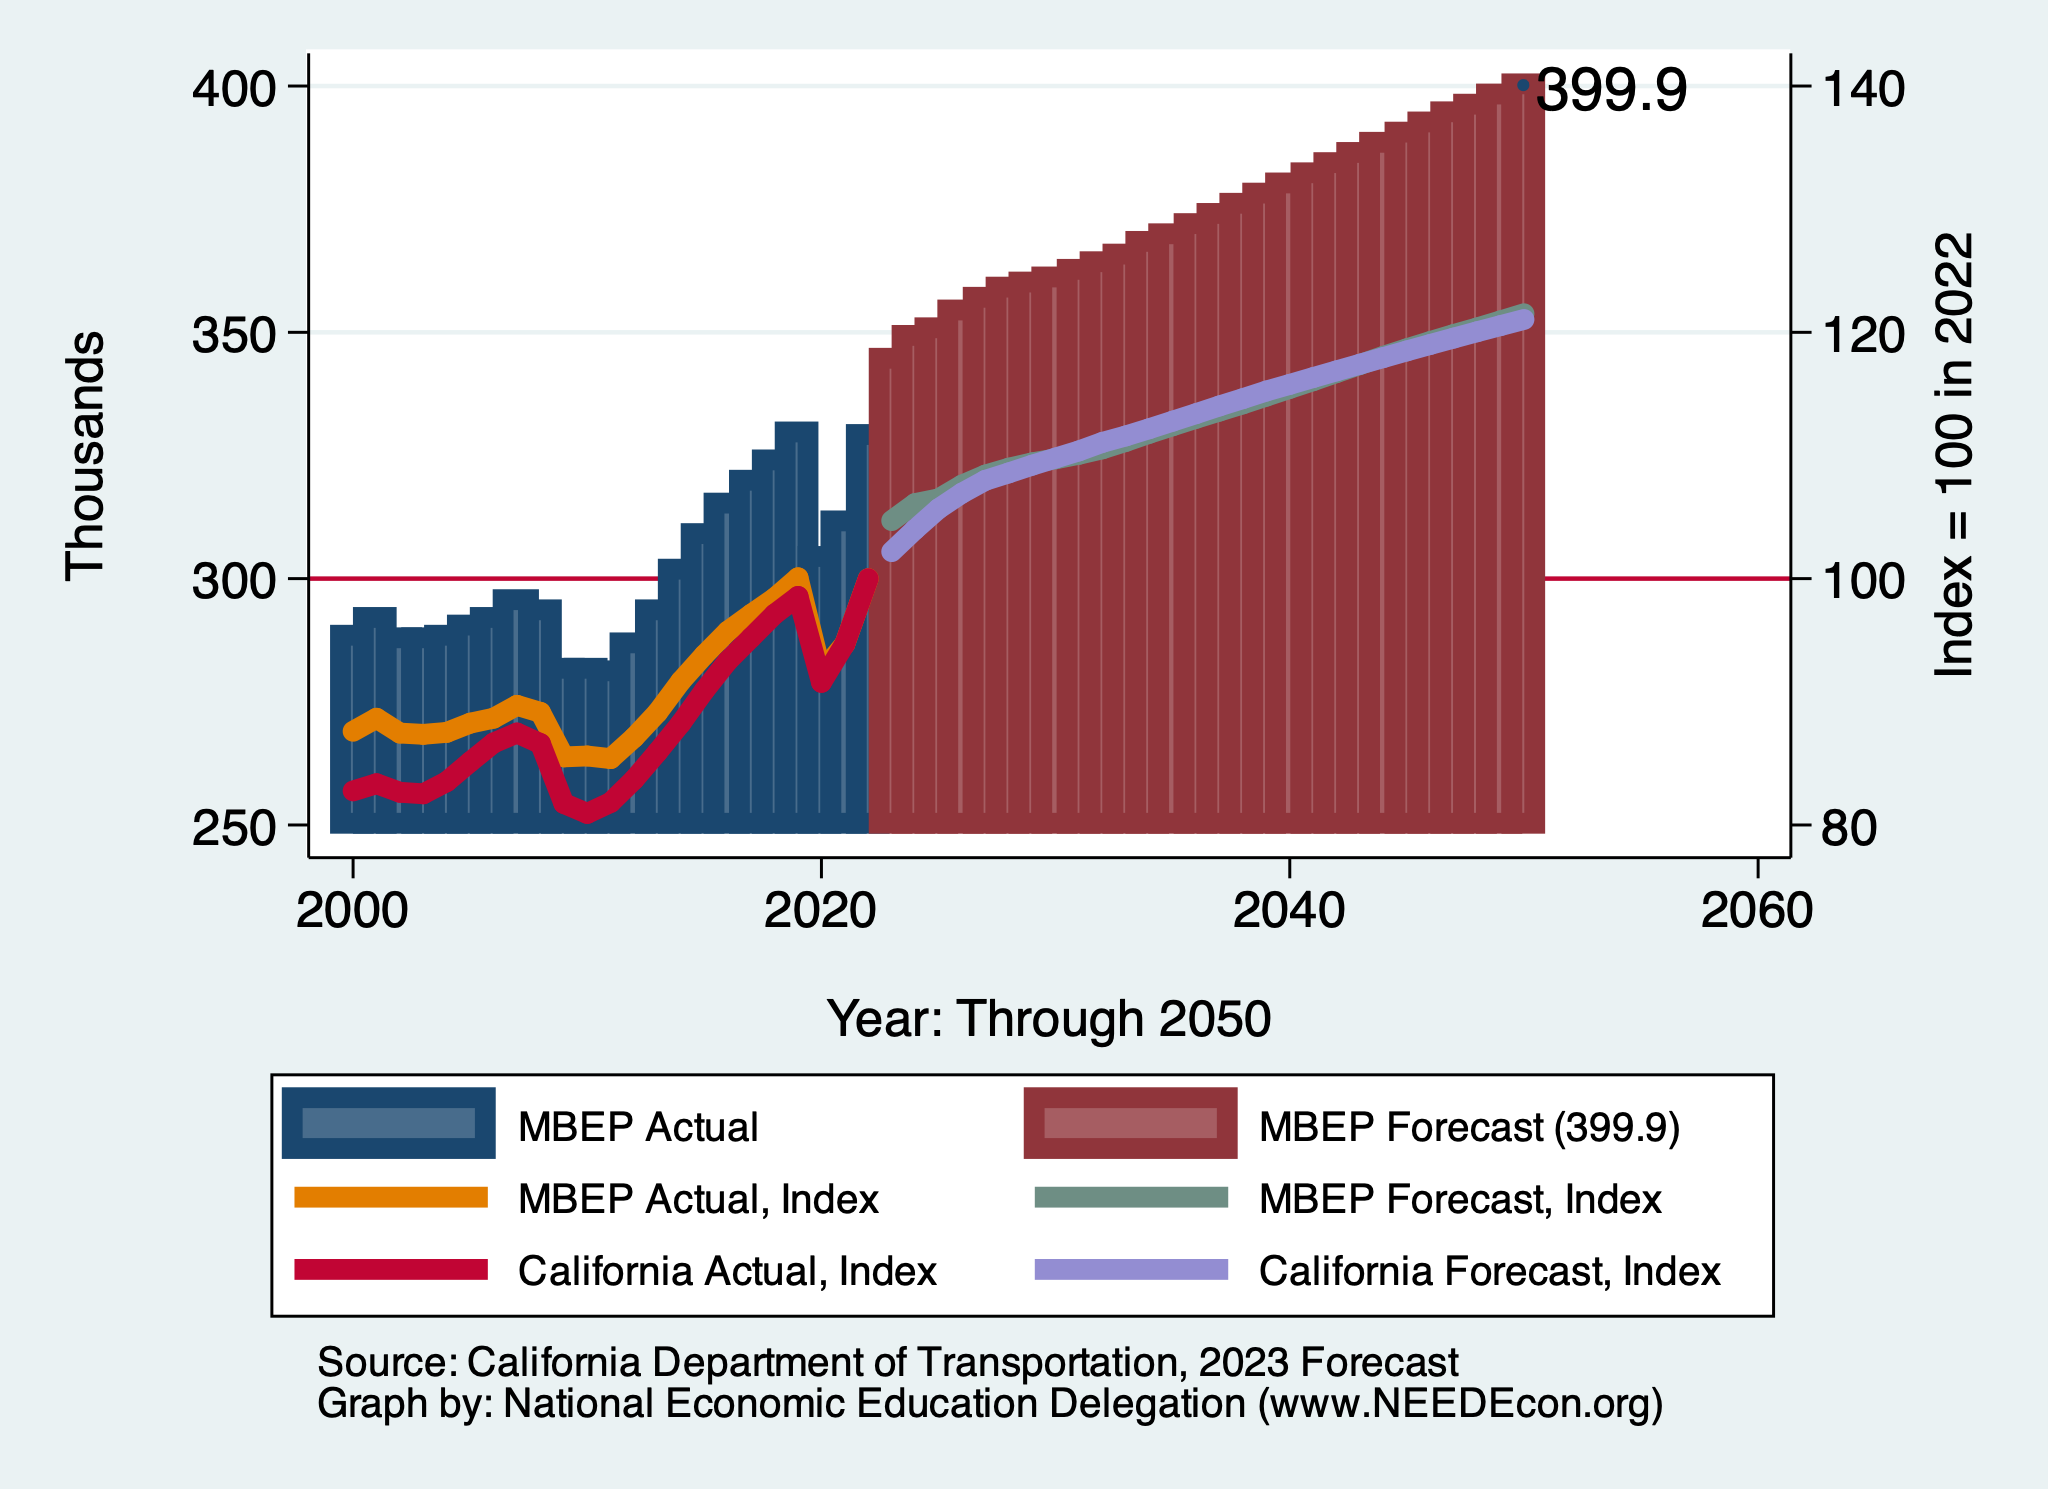 400
350
300
250
Thousands
399.9
140
120
100
80
Index = 100 in 2022
2000
2020
2040
2060
Year: Through 2050
MBEP Actual
MBEP Forecast (399.9)
MBEP Actual, Index
MBEP Forecast, Index
California Actual, Index
California Forecast, Index
Source: California Department of Transportation, 2023 Forecast
Graph by: National Economic Education Delegation (www.NEEDEcon.org)